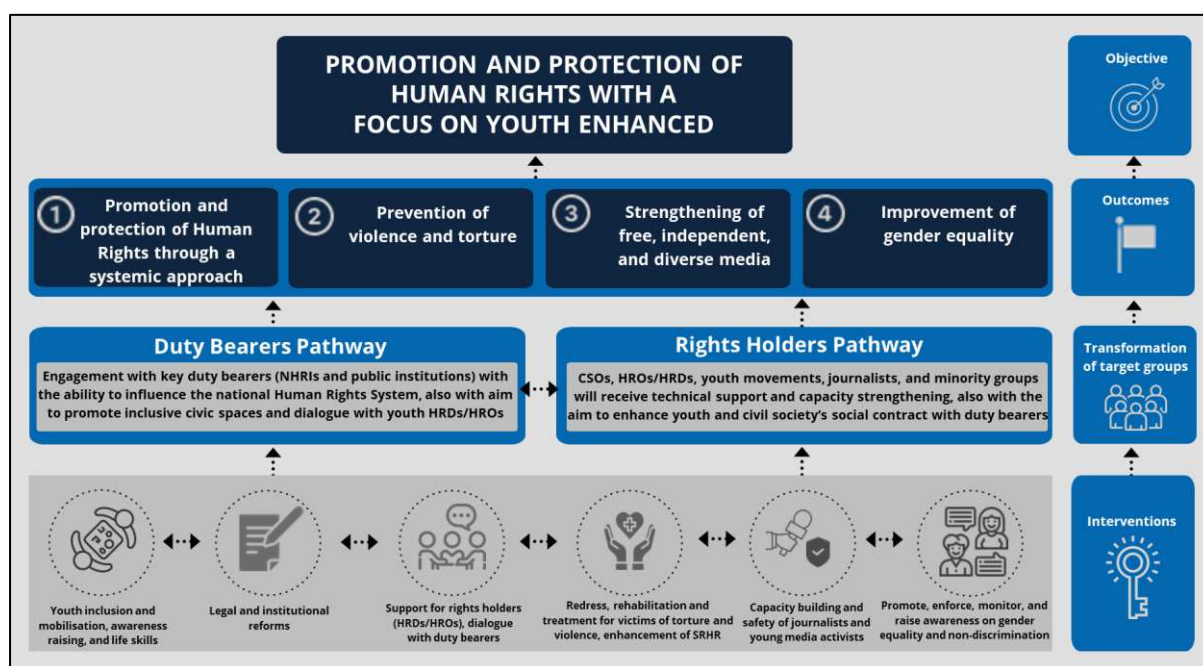 PROMOTION AND PROTECTION OF
HUMAN RIGHTS WITH A
FOCUS ON YOUTH ENHANCED
Objective
1
Promotion and
protection of Human
Rights through a
systemic approach
2
Prevention of
violence and torture
3
Strengthening of
free, independent,
and diverse media
4
Improvement of
gender equality
Outcomes
Duty Bearers Pathway
Engagement with key duty bearers (NHRIs and public institutions) with
the ability to influence the national Human Rights System, also with aim
to promote inclusive civic spaces and dialogue with youth HRDs/HROs
Rights Holders Pathway
CSOs, HROs/HRDs, youth movements, journalists, and minority groups
will receive technical support and capacity strengthening, also with the
aim to enhance youth and civil society's social contract with duty bearers
Transformation
of target groups
Youth inclusion and
mobilisation, awareness
raising, and life skills
Legal and institutional
reforms
Support for rights holders
(HRDs/HROs), dialogue
with duty bearers
Redress, rehabilitation and
treatment for victims of torture and
violence, enhancement of SRHR
Capacity building and
safety of journalists and
young media activists
Promote, enforce, monitor, and
raise awareness on gender
equality and non-discrimination
Interventions